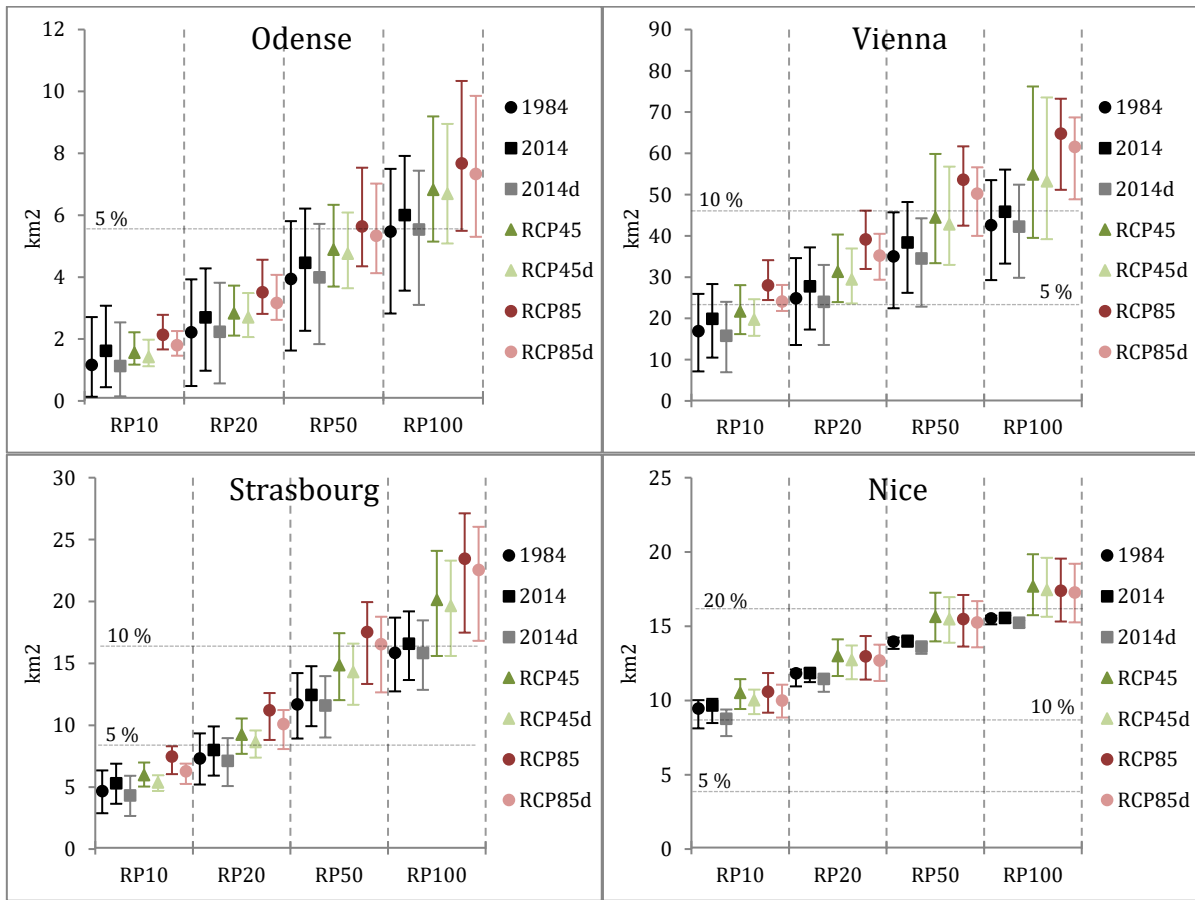 Odense
12
10
8
6
4
2
0
km2
5 %
RP10 RP20 RP50 RP100
1984
2014
2014d
RCP45
RCP45d
RCP85
RCP85d
Vienna
90
80
70
60
50
40
30
20
10
0
km2
10 %
5 %
RP10 RP20 RP50 RP100
1984
2014
2014d
RCP45
RCP45d
RCP85
RCP85d
Strasbourg
30
25
20
15
10
5
0
km2
10 %
5 %
RP10 RP20 RP50 RP100
1984
2014
2014d
RCP45
RCP45d
RCP85
RCP85d
Nice
25
20
15
10
5
0
km2
20 %
10 %
5 %
RP10 RP20 RP50 RP100
1984
2014
2014d
RCP45
RCP45d
RCP85
RCP85d